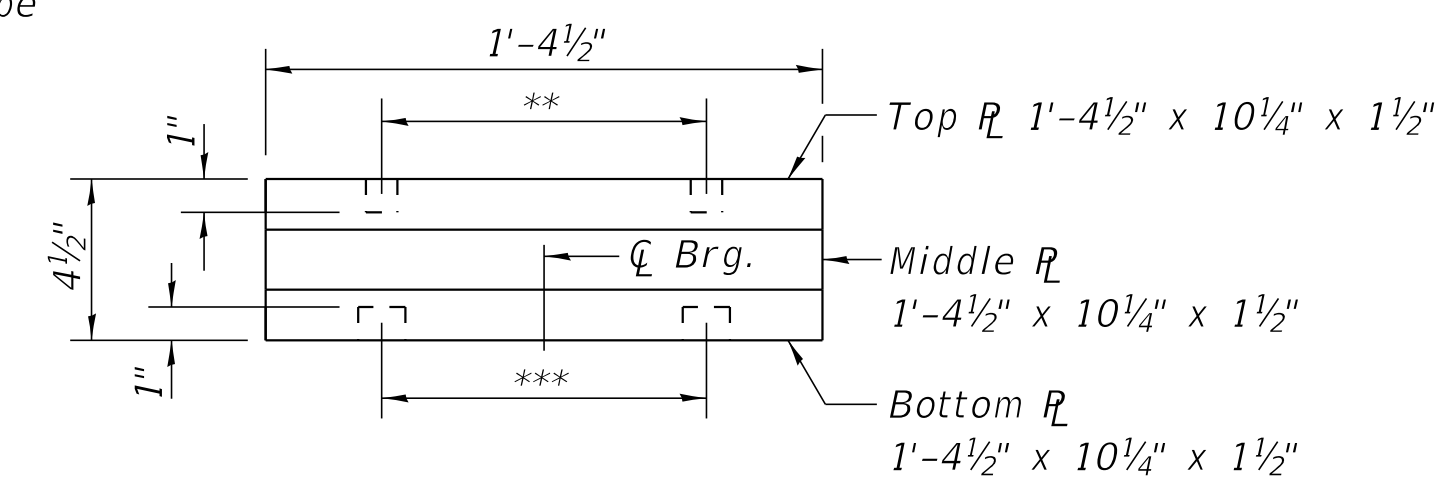 1'-4½"
**
1"
Top ℙL 1'-4½" x 10¼" x 1½"
4½"
℄ Brg.
Middle ℙL
1'-4½" x 10¼" x 1½"
1"
***
Bottom ℙL
1'-4½" x 10¼" x 1½"